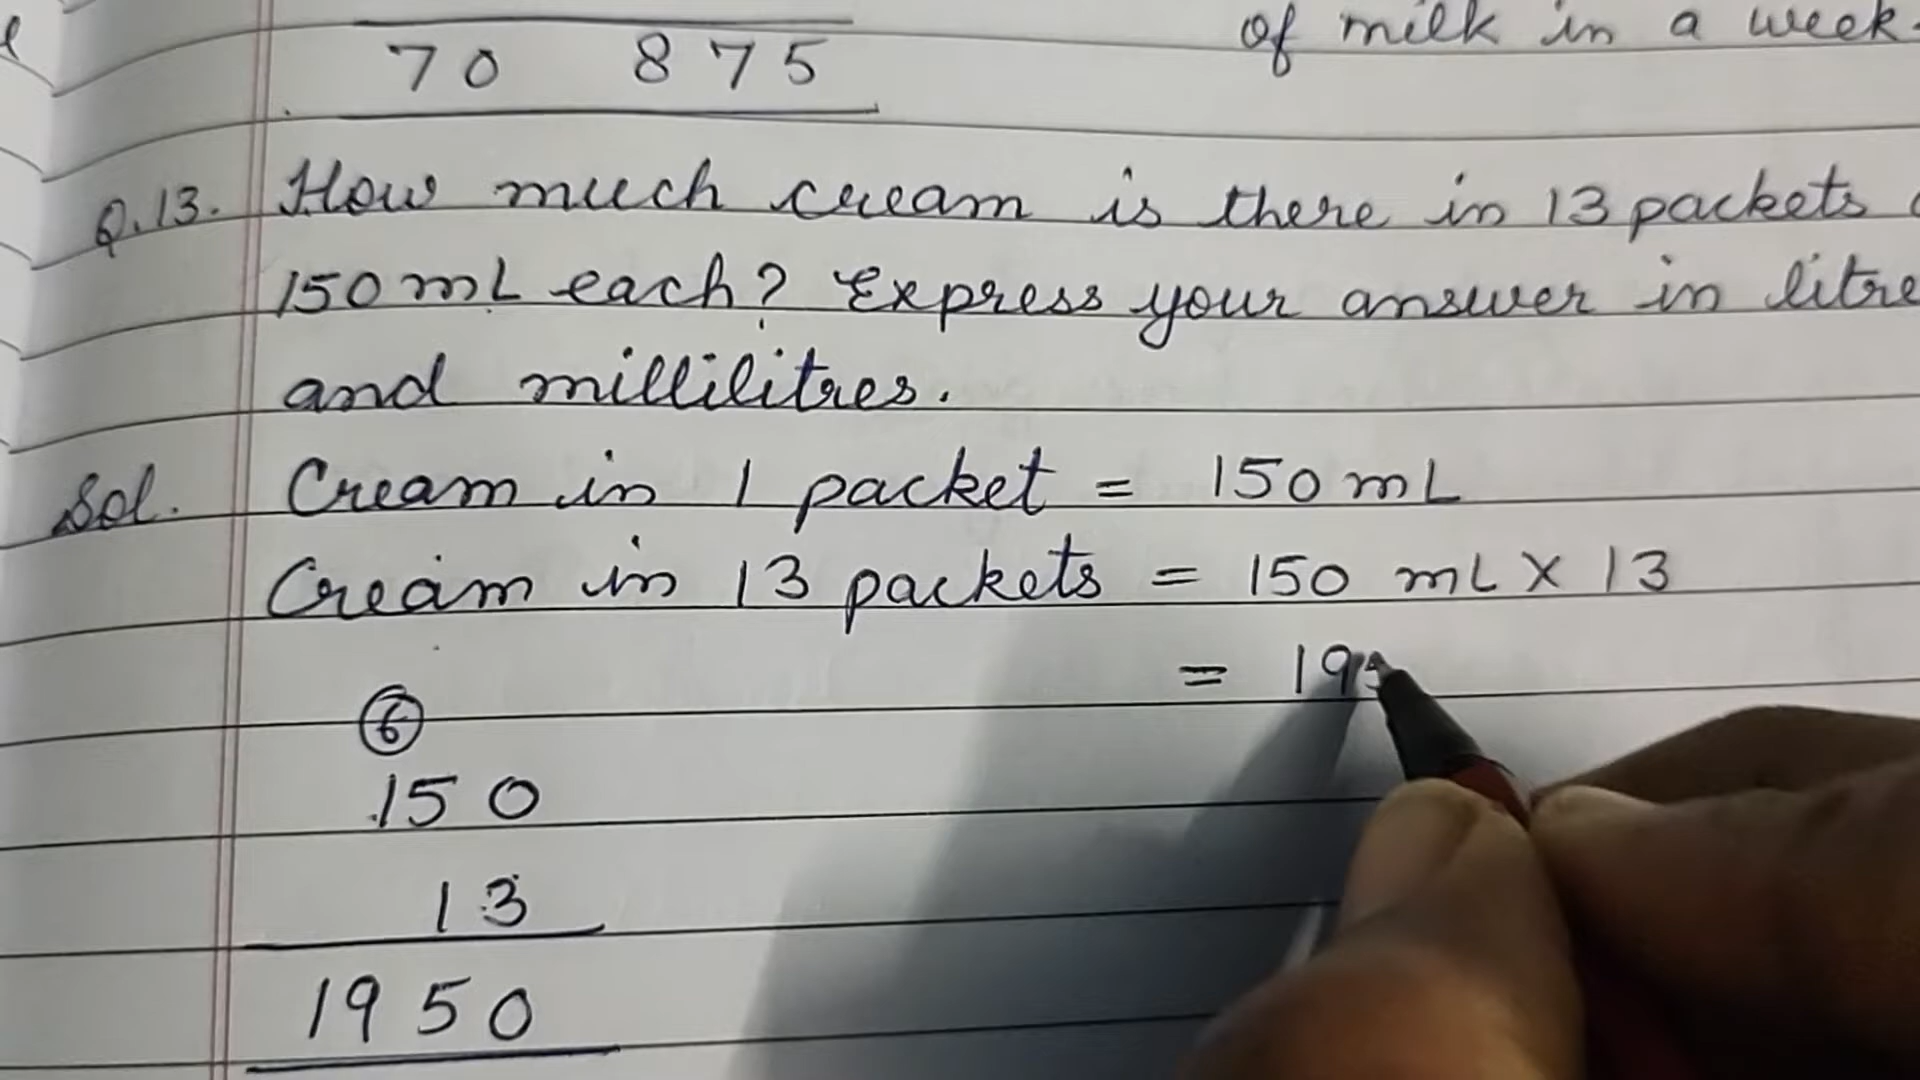 of milk in a week.
70 875
Q.13. How much cream is there in 13 packets
150 mL each? Express your answer in litre
and millilitres.
Sol. Cream in 1 packet = 150 mL
Cream in 13 packets = 150 mL X 13
= 195
6
150
13
1950